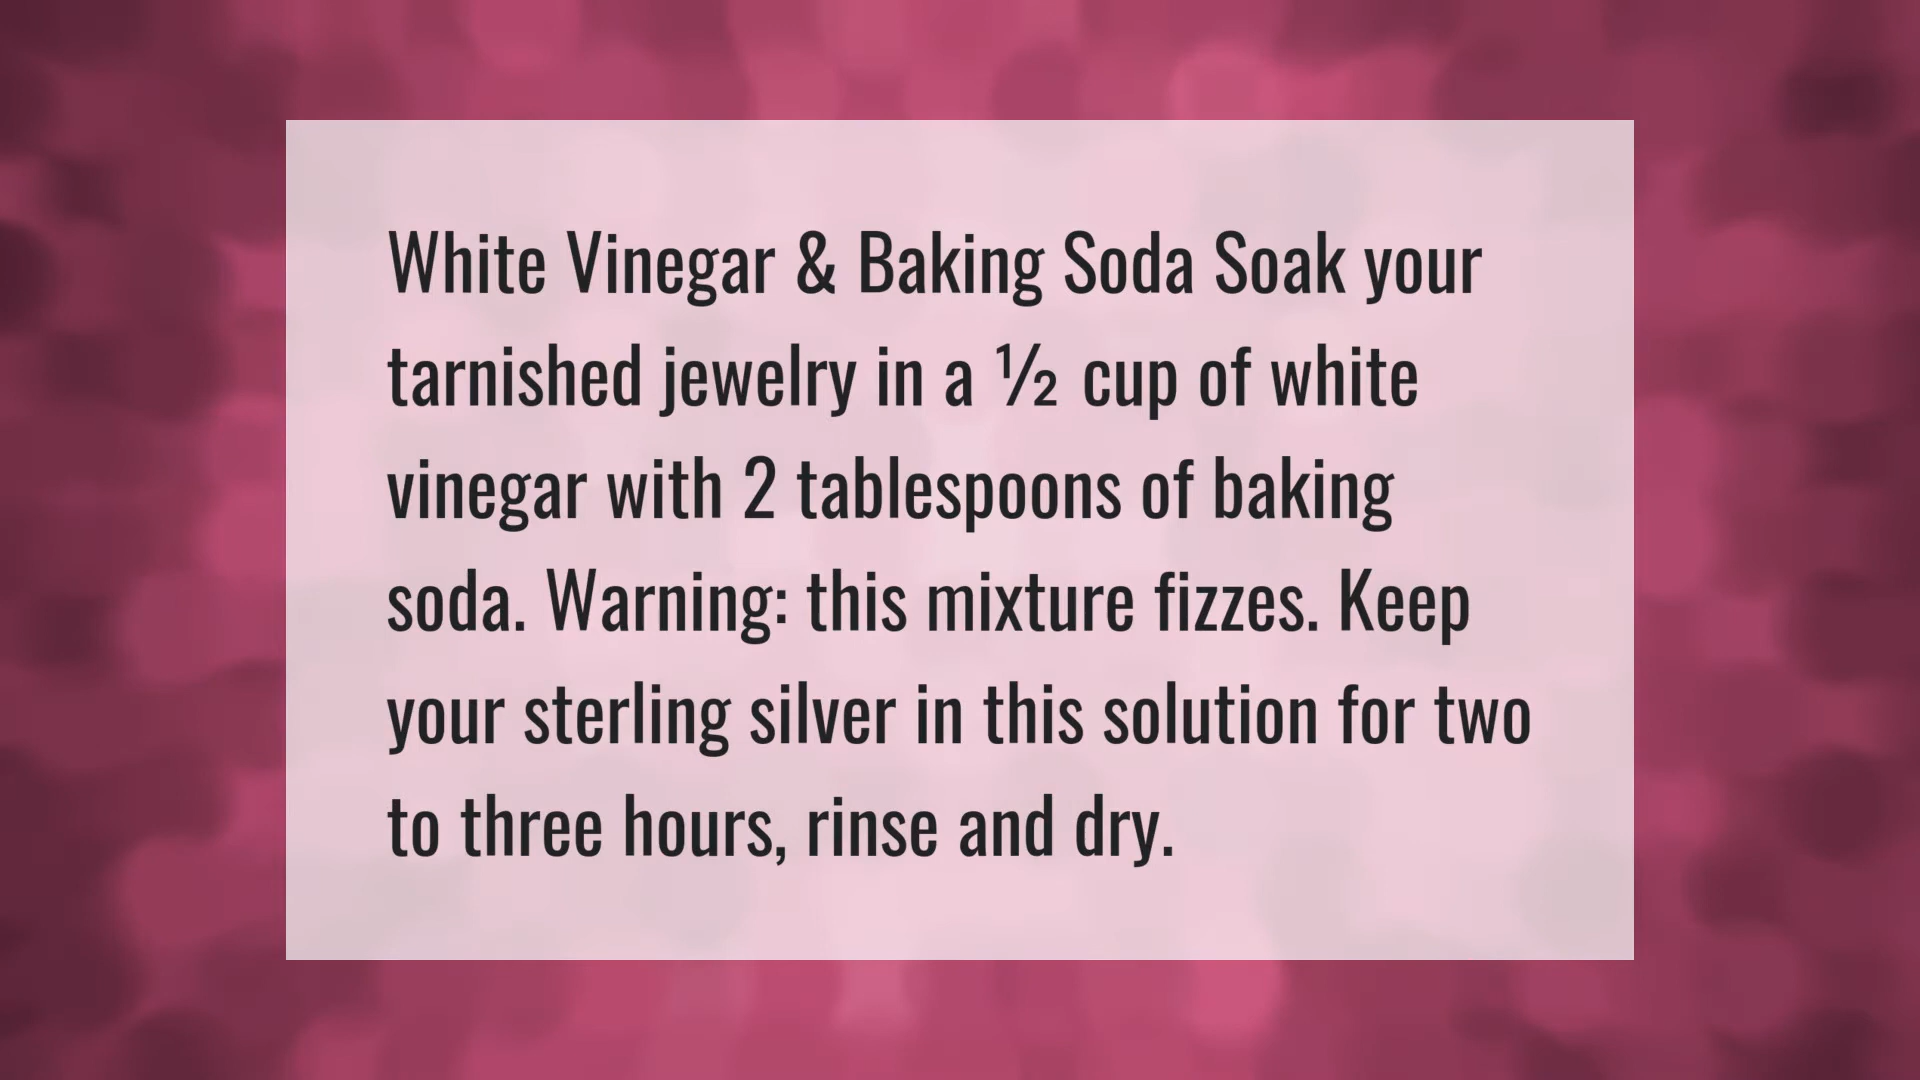 White Vinegar & Baking Soda Soak your
tarnished jewelry in a ½ cup of white
vinegar with 2 tablespoons of baking
soda. Warning: this mixture fizzes. Keep
your sterling silver in this solution for two
to three hours, rinse and dry.